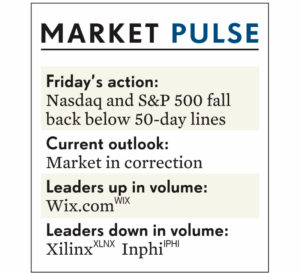 MARKET PULSE
Friday's action:
Nasdaq and S&P 500 fall
back below 50-day lines
Current outlook:
Market in correction
Leaders up in volume:
Wix.comWIX
Leaders down in volume:
XilinxXLNX InphiIPHI